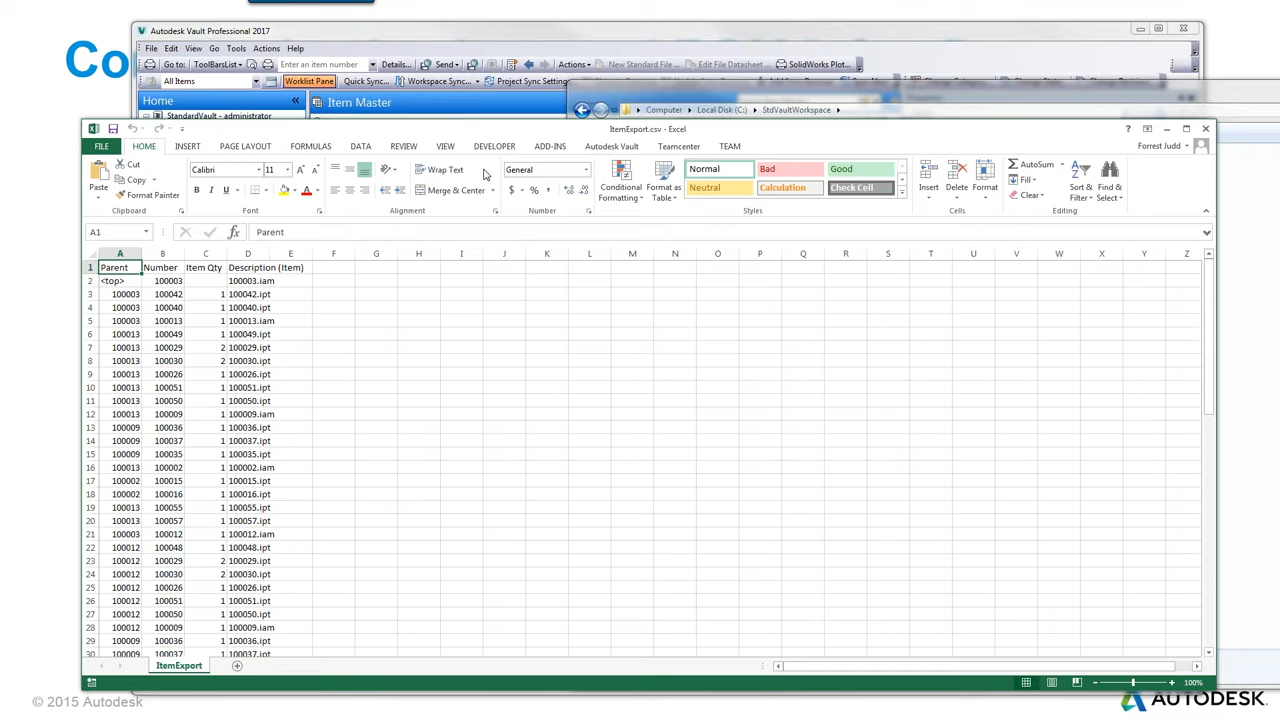 Co
Autodesk Vault Professional 2017
File Edit View Go Tools Actions Help
Go to: ToolBarsList Enter an item number Details... Send Actions New Standard File... Edit File Datasheet... SolidWorks Plot...
All Items Worklist Pane Quick Sync... Workspace Sync... Project Sync Settings
Home Item Master Computer Local Disk (C:) StdVaultWorkspace
StandardVault - administrator
ItemExport.csv - Excel
FILE HOME INSERT PAGE LAYOUT FORMULAS DATA REVIEW VIEW DEVELOPER ADD-INS Autodesk Vault Teamcenter TEAM Forrest Judd
Paste Cut Copy Format Painter Calibri 11 Wrap Text Merge & Center General Conditional Formatting Format as Table Normal Bad Good Neutral Calculation Check Cell Insert Delete Format AutoSum Fill Clear Sort & Filter Find & Select
Clipboard Font Alignment Number Styles Cells Editing
A1 Parent
A B C D E F G H I J K L M N O P Q R S T U V W X Y Z
1 Parent Number Item Qty Description (Item)
2 <top> 100003 100003.iam
3 100003 100042 1 100042.ipt
4 100003 100040 1 100040.ipt
5 100003 100013 1 100013.iam
6 100013 100049 1 100049.ipt
7 100013 100029 2 100029.ipt
8 100013 100030 2 100030.ipt
9 100013 100026 1 100026.ipt
10 100013 100051 1 100051.ipt
11 100013 100050 1 100050.ipt
12 100013 100009 1 100009.iam
13 100009 100036 1 100036.ipt
14 100009 100037 1 100037.ipt
15 100009 100035 1 100035.ipt
16 100013 100002 1 100002.iam
17 100002 100015 1 100015.ipt
18 100002 100016 1 100016.ipt
19 100013 100055 1 100055.ipt
20 100013 100057 1 100057.ipt
21 100003 100012 1 100012.iam
22 100012 100048 1 100048.ipt
23 100012 100029 2 100029.ipt
24 100012 100030 2 100030.ipt
25 100012 100026 1 100026.ipt
26 100012 100051 1 100051.ipt
27 100012 100050 1 100050.ipt
28 100012 100009 1 100009.iam
29 100009 100036 1 100036.ipt
30 100009 100037 1 100037.ipt
ItemExport
100%
© 2015 Autodesk
AUTODESK.